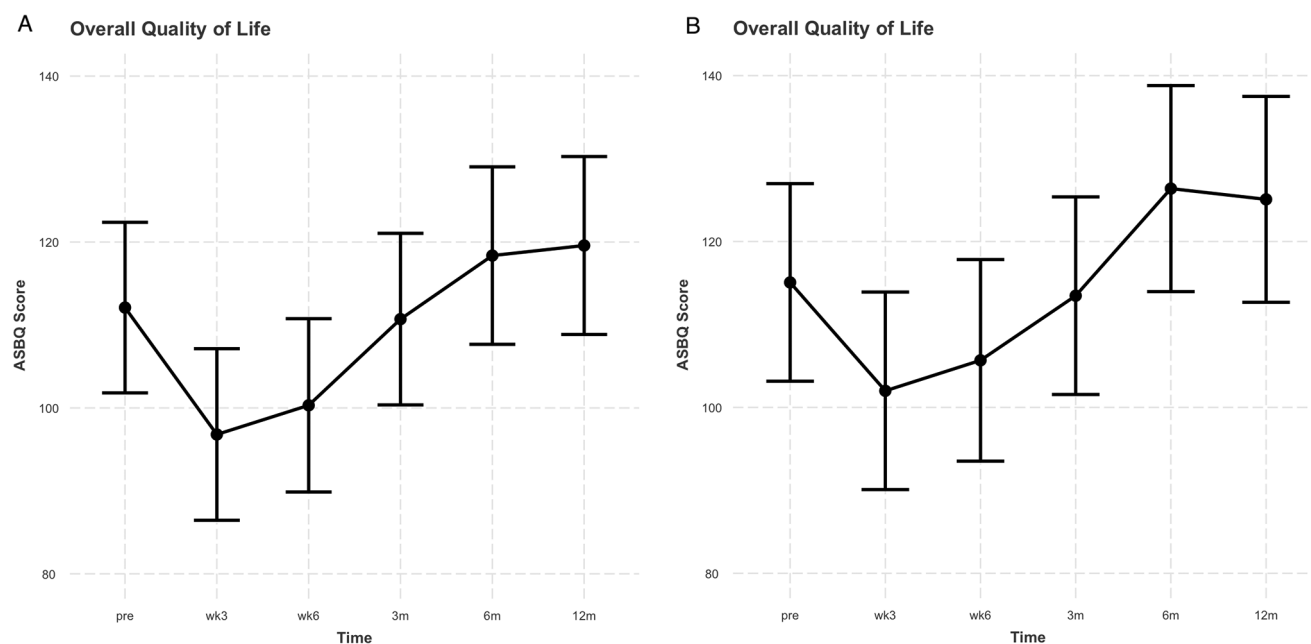 A
Overall Quality of Life
140
120
100
80
ASBQ Score
pre wk3 wk6 3m 6m 12m
Time
B
Overall Quality of Life
140
120
100
80
ASBQ Score
pre wk3 wk6 3m 6m 12m
Time